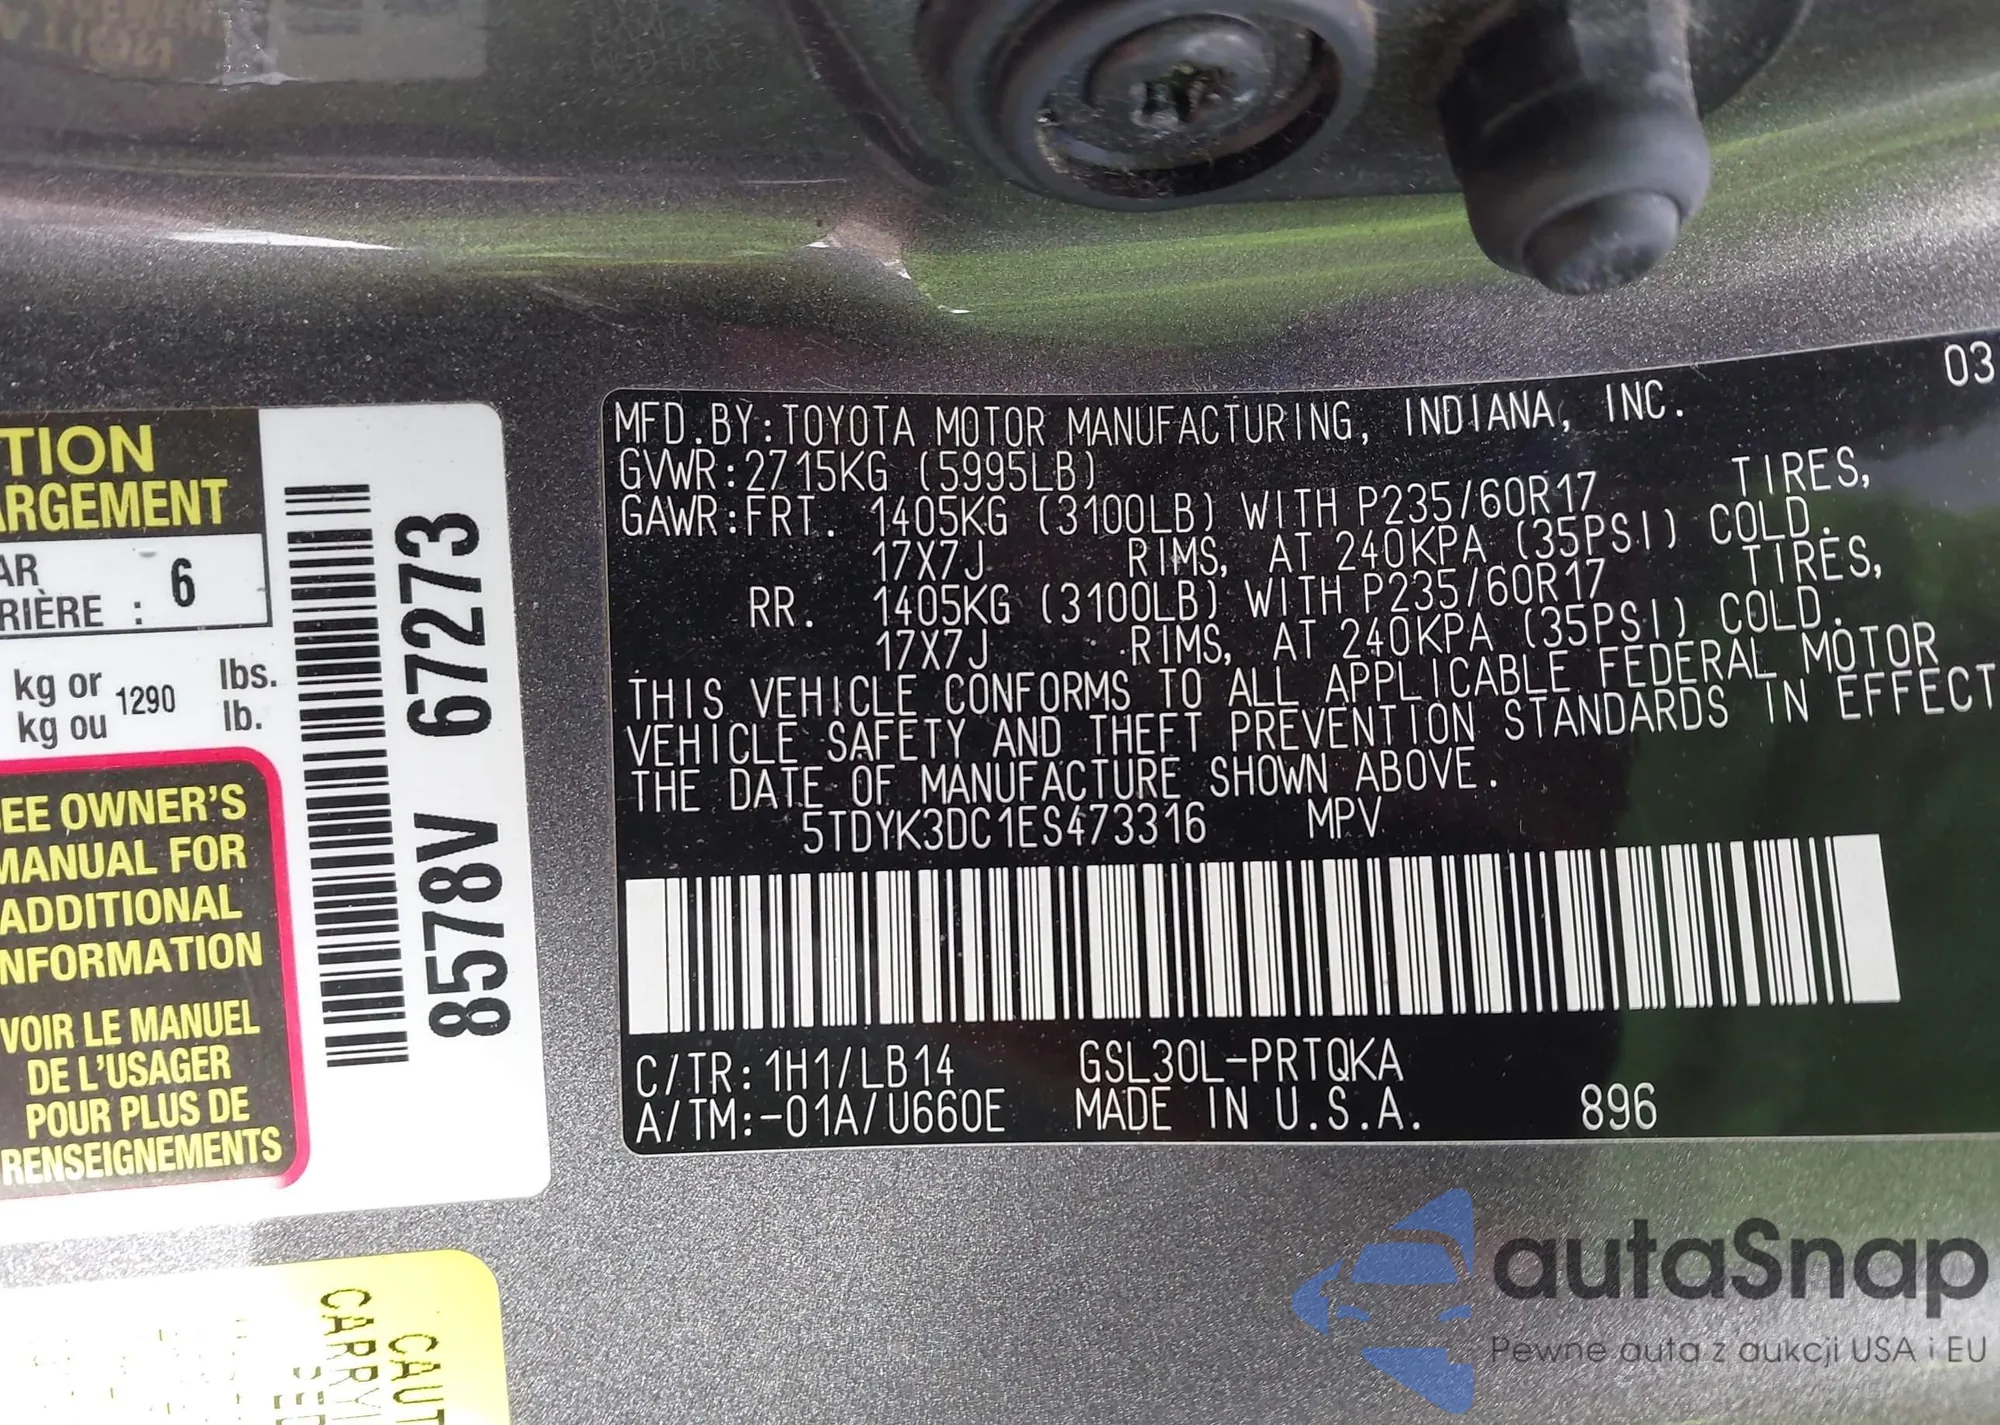 TION
ARGEMENT
AR
RIÈRE : 6
kg or 1290 lbs.
kg ou lb.
EE OWNER'S
MANUAL FOR
ADDITIONAL
NFORMATION
VOIR LE MANUEL
DE L'USAGER
POUR PLUS DE
RENSEIGNEMENTS
8578V 67273
CAUT
CARRY
03
MFD.BY:TOYOTA MOTOR MANUFACTURING, INDIANA, INC.
GVWR:2715KG (5995LB)
GAWR:FRT. 1405KG (3100LB) WITH P235/60R17 TIRES,
17X7J RIMS, AT 240KPA (35PSI) COLD.
RR. 1405KG (3100LB) WITH P235/60R17 TIRES,
17X7J RIMS, AT 240KPA (35PSI) COLD.
THIS VEHICLE CONFORMS TO ALL APPLICABLE FEDERAL MOTOR
VEHICLE SAFETY AND THEFT PREVENTION STANDARDS IN EFFECT
THE DATE OF MANUFACTURE SHOWN ABOVE.
5TDYK3DC1ES473316 MPV
C/TR:1H1/LB14 GSL30L-PRTQKA
A/TM:-01A/U660E MADE IN U.S.A. 896
autaSnap
Pewne auta z aukcji USA i EU